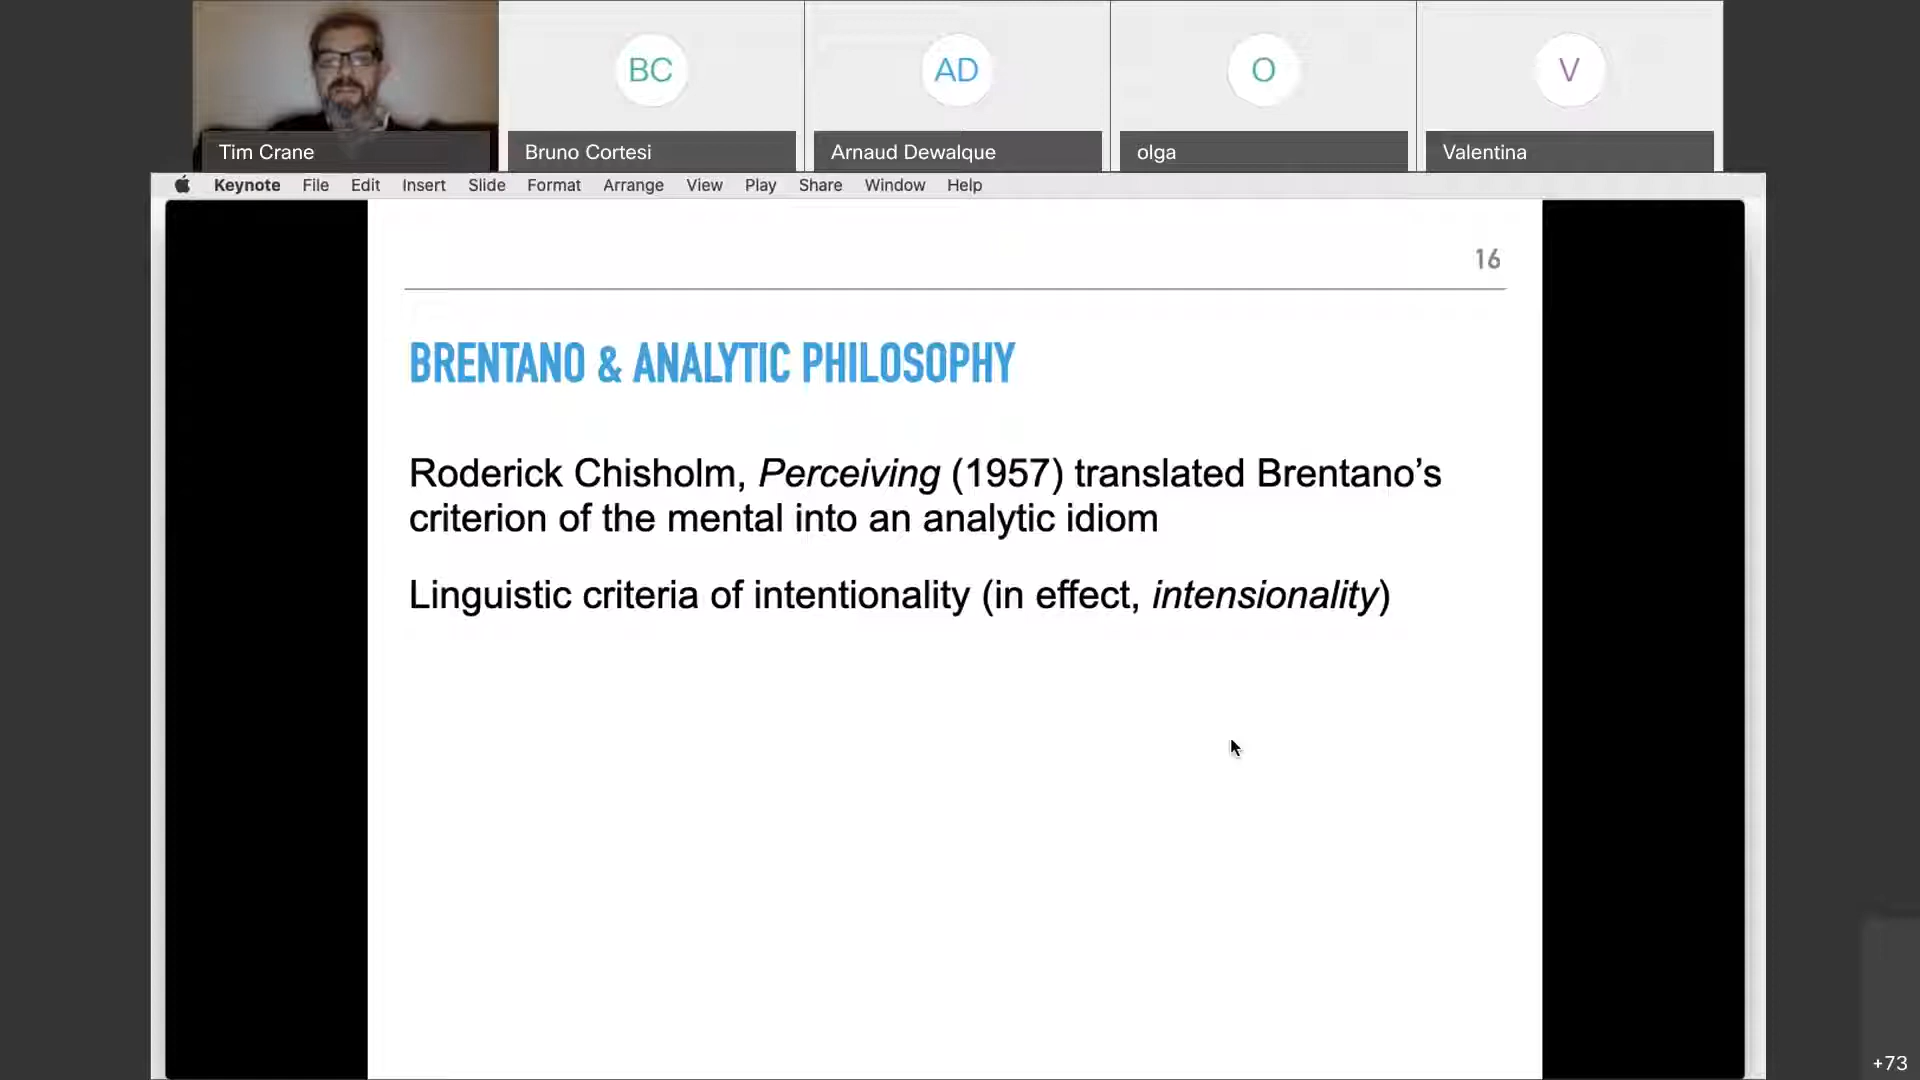 BC
AD
O
V
Tim Crane
Bruno Cortesi
Arnaud Dewalque
olga
Valentina
Keynote File Edit Insert Slide Format Arrange View Play Share Window Help
16
BRENTANO & ANALYTIC PHILOSOPHY
Roderick Chisholm, Perceiving (1957) translated Brentano’s
criterion of the mental into an analytic idiom
Linguistic criteria of intentionality (in effect, intensionality)
+73